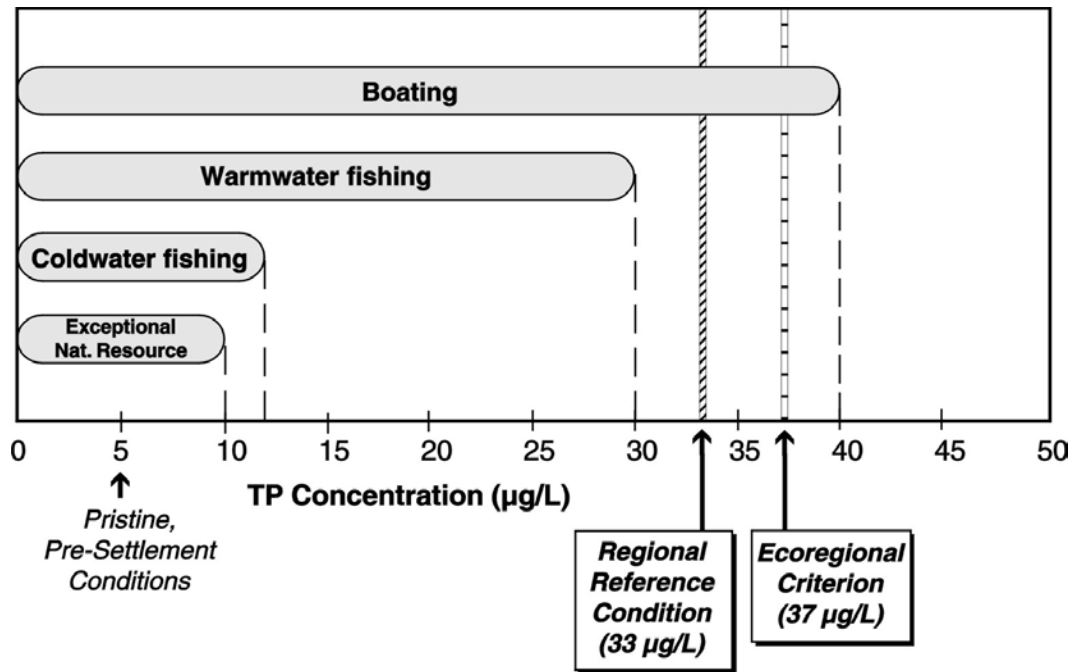 Boating
Warmwater fishing
Coldwater fishing
Exceptional
Nat. Resource
0 5 10 15 20 25 30 35 40 45 50
TP Concentration (µg/L)
Pristine,
Pre-Settlement
Conditions
Regional
Reference
Condition
(33 µg/L)
Ecoregional
Criterion
(37 µg/L)